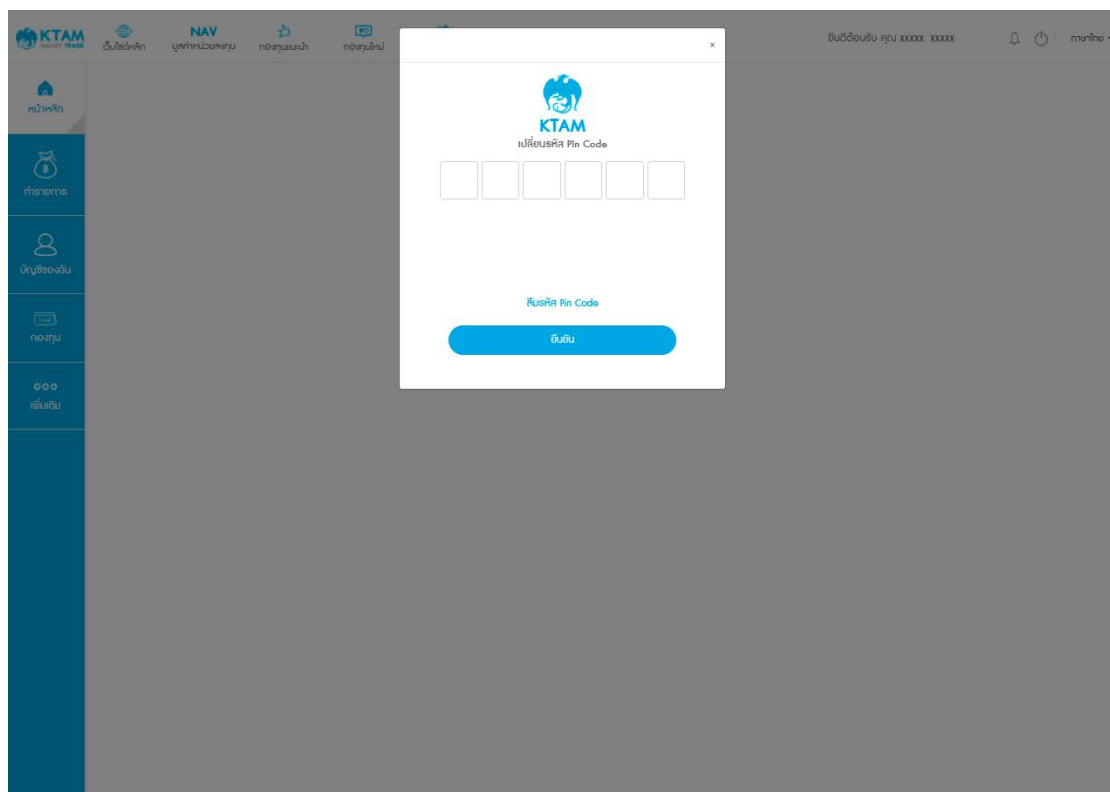 KTAM
SMART TRADE
เว็บไซต์หลัก
NAV
มูลค่าหน่วยลงทุน
กองทุนแนะนำ
IPO
กองทุนใหม่
×
ยินดีต้อนรับ คุณ xxxxx xxxxx
ภาษาไทย
หน้าหลัก
ทำรายการ
บัญชีของฉัน
กองทุน
เพิ่มเติม
KTAM
เปลี่ยนรหัส Pin Code
ลืมรหัส Pin Code
ยืนยัน